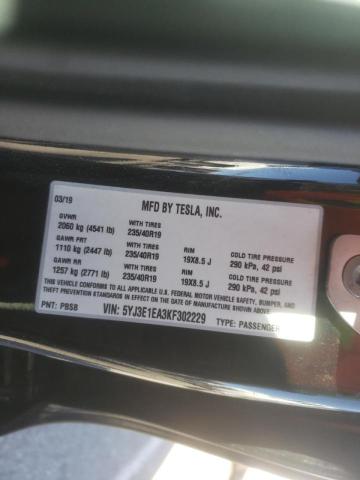 03/19 MFD BY TESLA, INC.
GVWR WITH TIRES RIM COLD TIRE PRESSURE
2060 kg (4541 lb) 235/40R19 19X8.5 J 290 kPa, 42 psi
GAWR FRT WITH TIRES RIM COLD TIRE PRESSURE
1110 kg (2447 lb) 235/40R19 19X8.5 J 290 kPa, 42 psi
GAWR RR WITH TIRES
1257 kg (2771 lb) 235/40R19
THIS VEHICLE CONFORMS TO ALL APPLICABLE U.S. FEDERAL MOTOR VEHICLE SAFETY, BUMPER, AND
THEFT PREVENTION STANDARDS IN EFFECT ON THE DATE OF MANUFACTURE SHOWN ABOVE.
PNT: PBSB VIN: 5YJ3E1EA3KF302229 TYPE: PASSENGER